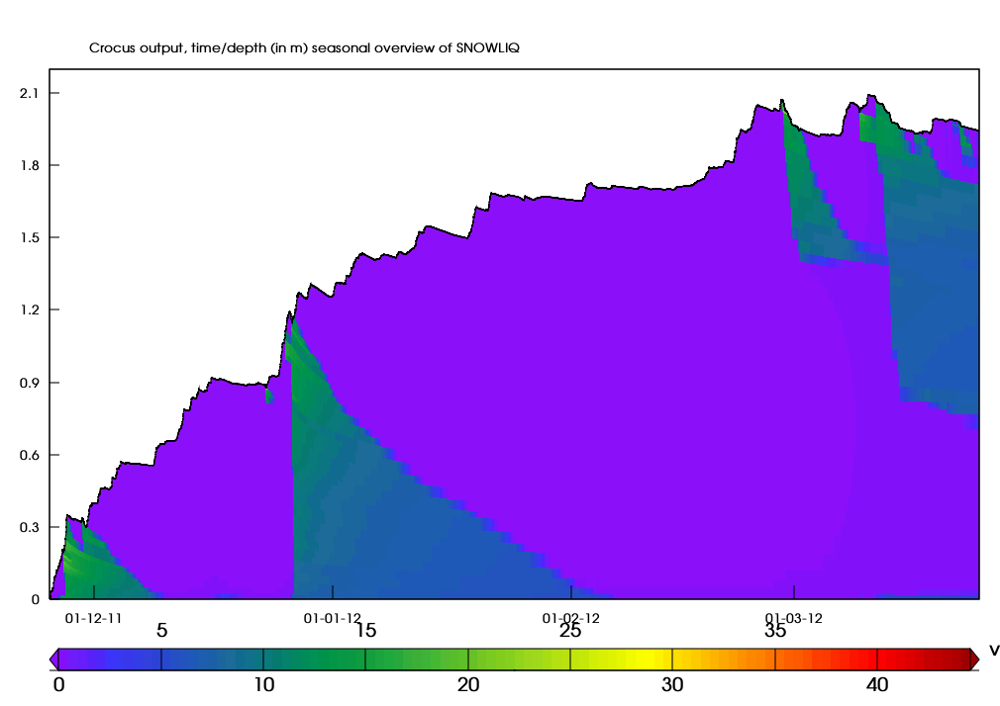 Crocus output, time/depth (in m) seasonal overview of SNOWLIQ
2.1
1.8
1.5
1.2
0.9
0.6
0.3
0
01-12-11 01-01-12 01-02-12 01-03-12
5 15 25 35
v
0 10 20 30 40